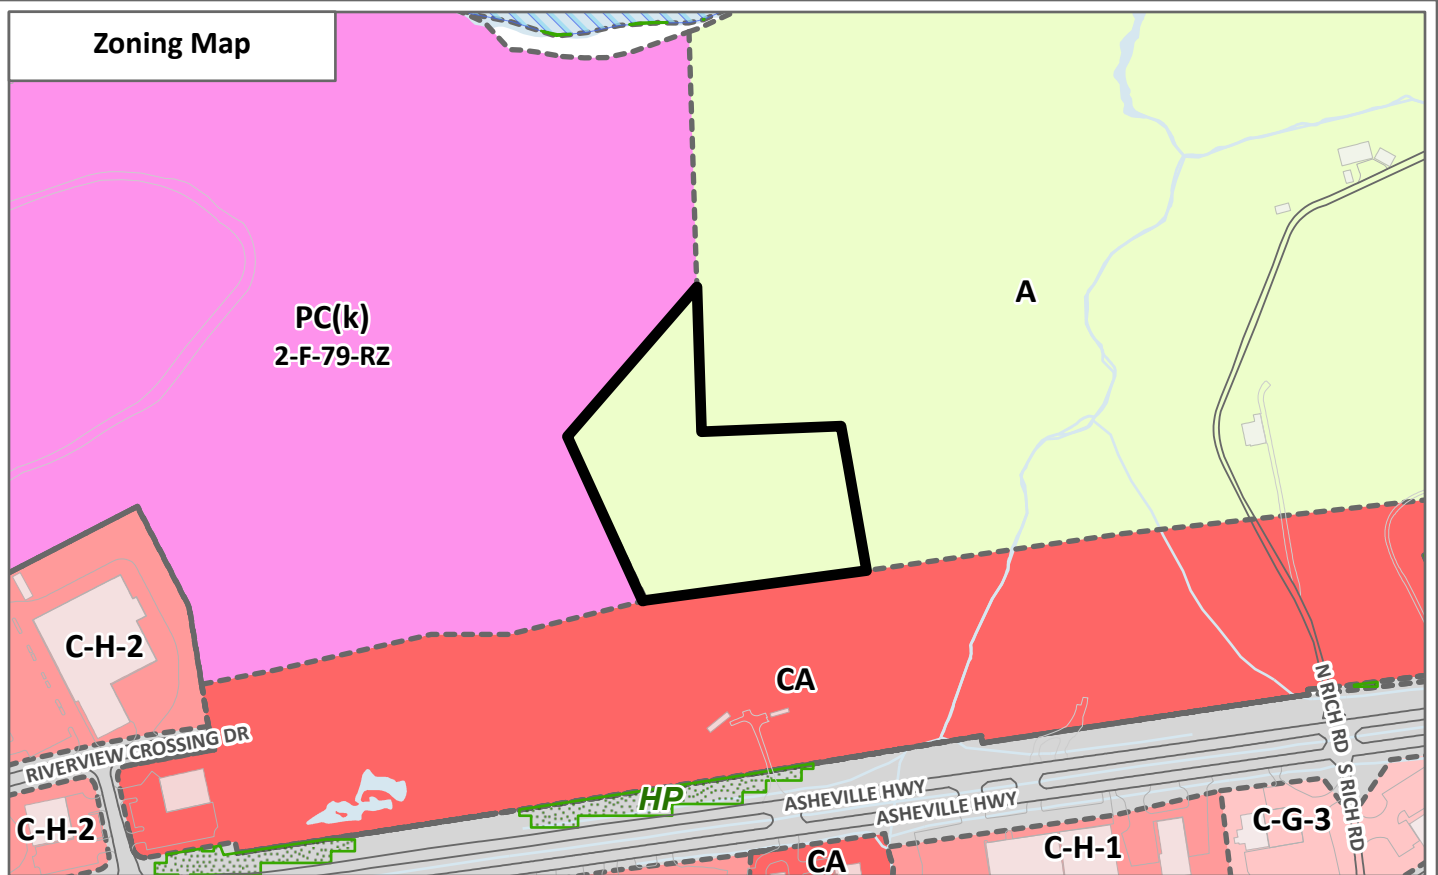 Zoning Map
A
PC(k)
2-F-79-RZ
C-H-2
CA
N RICH RD
RIVERVIEW CROSSING DR
HP
ASHEVILLE HWY
ASHEVILLE HWY
S RICH RD
C-H-2
C-G-3
C-H-1
CA